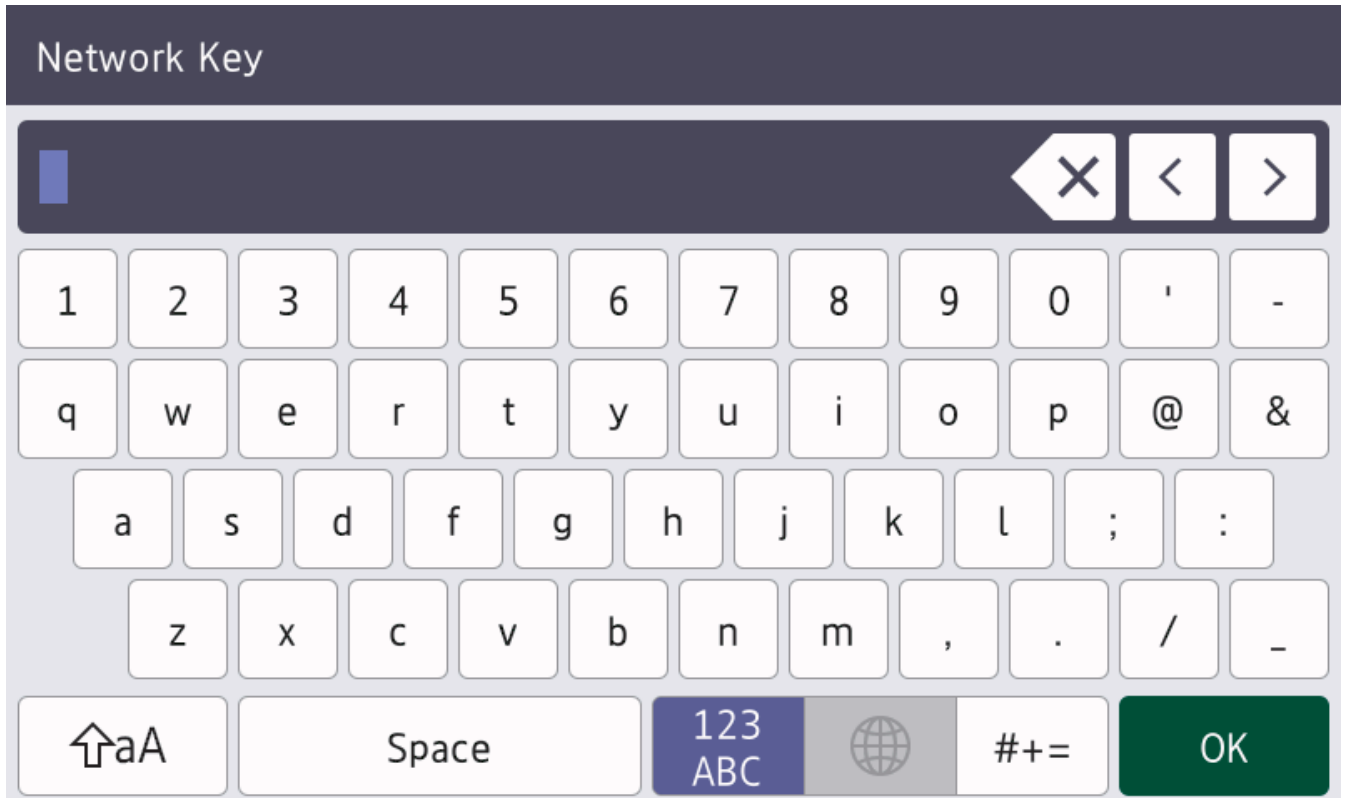 Network Key
1 2 3 4 5 6 7 8 9 0 ' -
q w e r t y u i o p @ &
a s d f g h j k l ; :
z x c v b n m , . / _
aA Space 123 ABC #+= OK